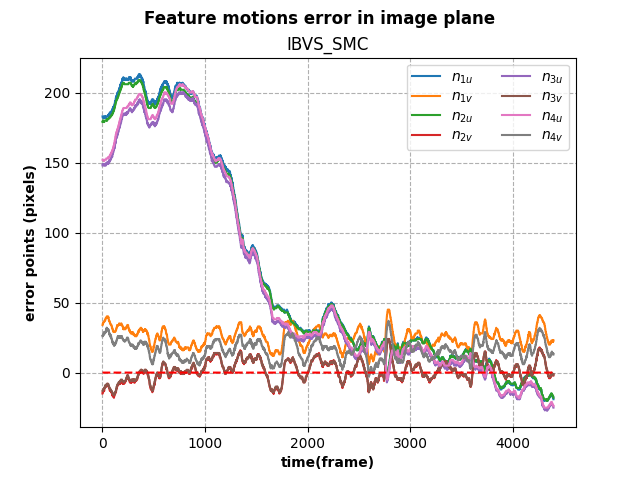 Feature motions error in image plane
IBVS_SMC
error points (pixels)
200
150
100
50
0
n1u
n1v
n2u
n2v
n3u
n3v
n4u
n4v
0 1000 2000 3000 4000
time(frame)